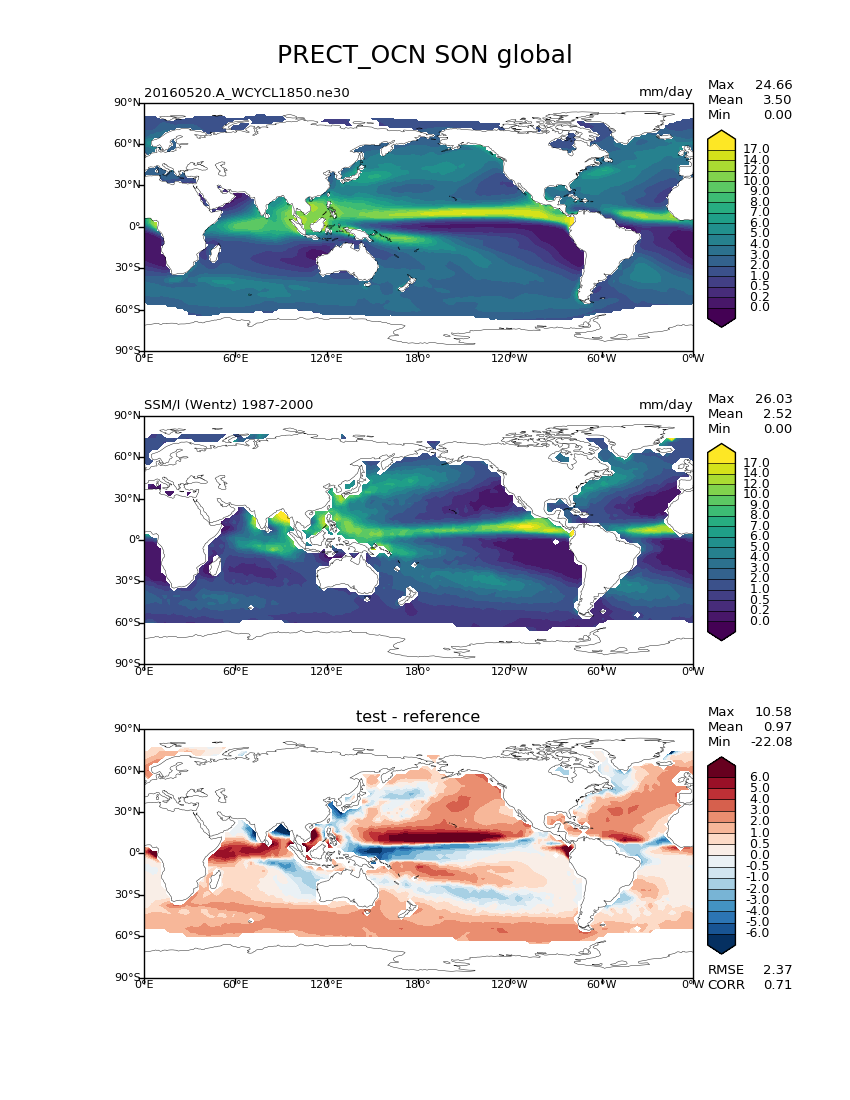 PRECT_OCN SON global
20160520.A_WCYCL1850.ne30
mm/day
Max 24.66
Mean 3.50
Min 0.00
90°N
60°N
30°N
0°
30°S
60°S
90°S
0°E 60°E 120°E 180° 120°W 60°W 0°W
17.0
14.0
12.0
10.0
9.0
8.0
7.0
6.0
5.0
4.0
3.0
2.0
1.0
0.5
0.2
0.0
SSM/I (Wentz) 1987-2000
mm/day
Max 26.03
Mean 2.52
Min 0.00
90°N
60°N
30°N
0°
30°S
60°S
90°S
0°E 60°E 120°E 180° 120°W 60°W 0°W
17.0
14.0
12.0
10.0
9.0
8.0
7.0
6.0
5.0
4.0
3.0
2.0
1.0
0.5
0.2
0.0
test - reference
Max 10.58
Mean 0.97
Min -22.08
90°N
60°N
30°N
0°
30°S
60°S
90°S
0°E 60°E 120°E 180° 120°W 60°W 0°W
6.0
5.0
4.0
3.0
2.0
1.0
0.5
0.0
-0.5
-1.0
-2.0
-3.0
-4.0
-5.0
-6.0
RMSE 2.37
CORR 0.71